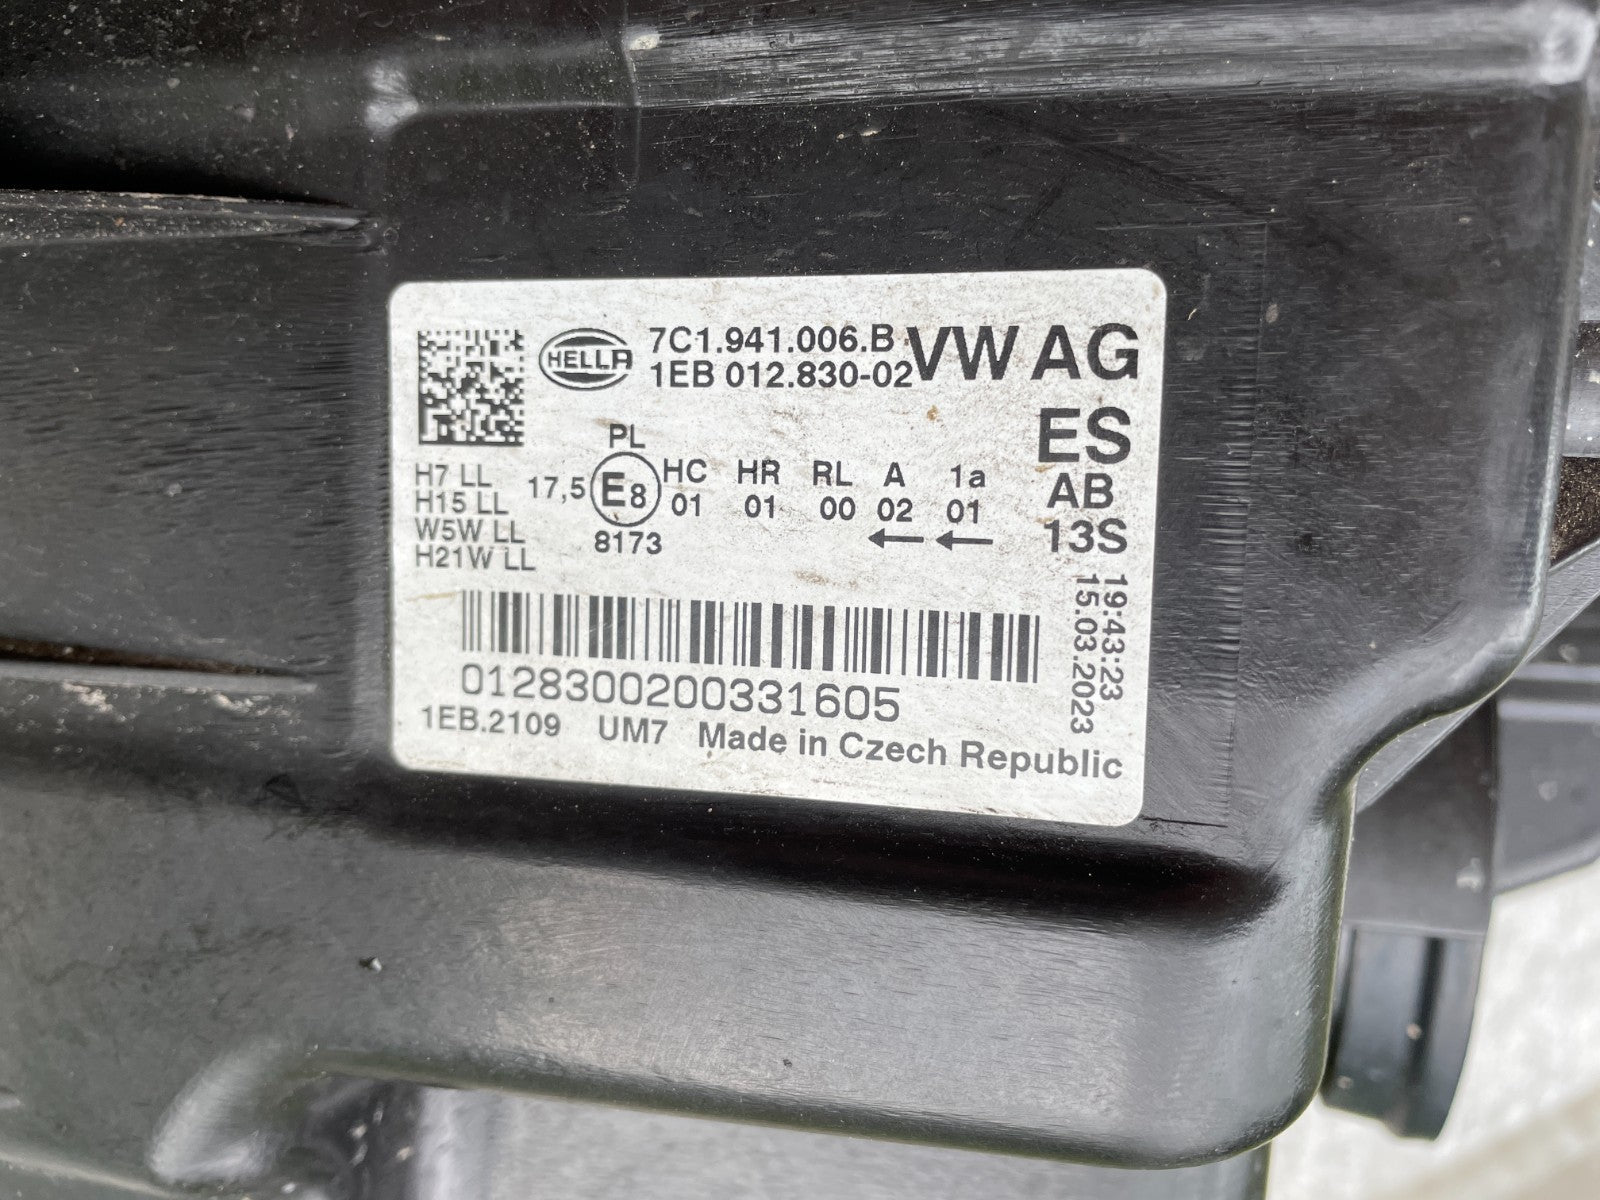 HELLA
7C1.941.006.B
1EB 012.830-02
VW AG
ES
AB
13S
PL
H7 LL
H15 LL
W5W LL
H21W LL
17,5
E8
8173
HC HR RL A 1a
01 01 00 02 01
← ←
19:43:23
15.03.2023
0128300200331605
1EB.2109 UM7 Made in Czech Republic